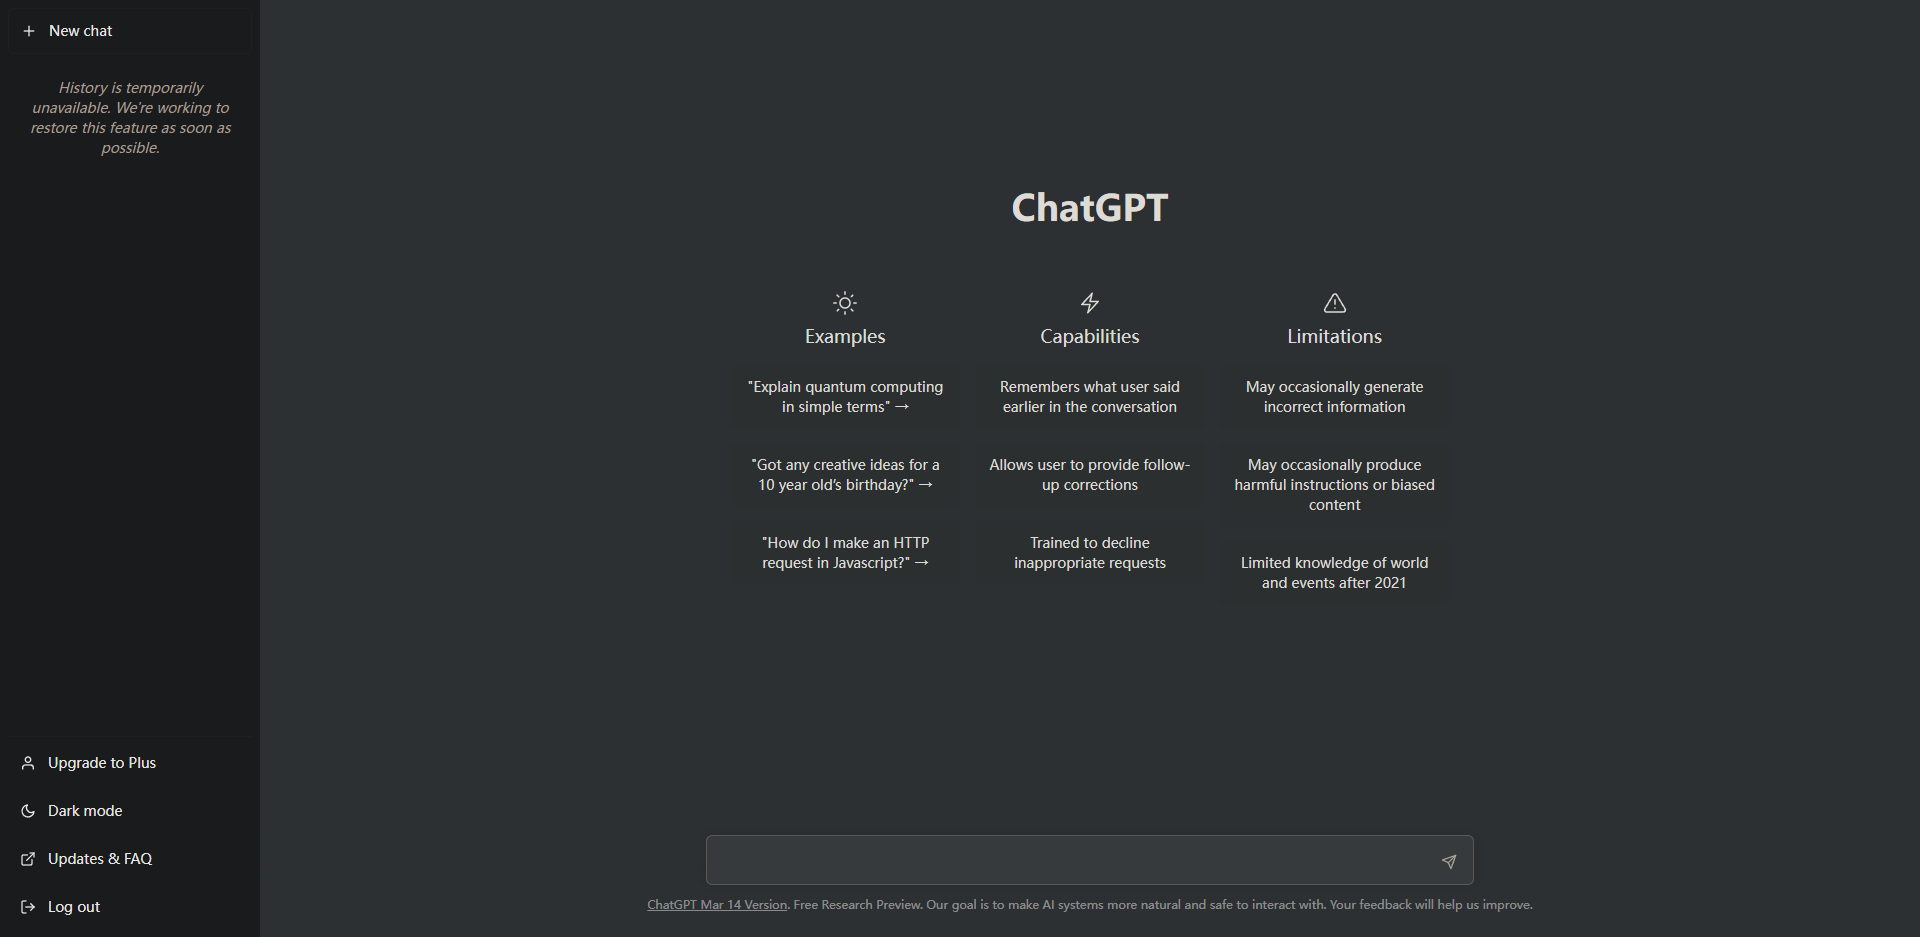 New chat
History is temporarily
unavailable. We're working to
restore this feature as soon as
possible.
Upgrade to Plus
Dark mode
Updates & FAQ
Log out
ChatGPT
Examples
"Explain quantum computing
in simple terms" →
"Got any creative ideas for a
10 year old's birthday?" →
"How do I make an HTTP
request in Javascript?" →
Capabilities
Remembers what user said
earlier in the conversation
Allows user to provide follow-
up corrections
Trained to decline
inappropriate requests
Limitations
May occasionally generate
incorrect information
May occasionally produce
harmful instructions or biased
content
Limited knowledge of world
and events after 2021
ChatGPT Mar 14 Version. Free Research Preview. Our goal is to make AI systems more natural and safe to interact with. Your feedback will help us improve.